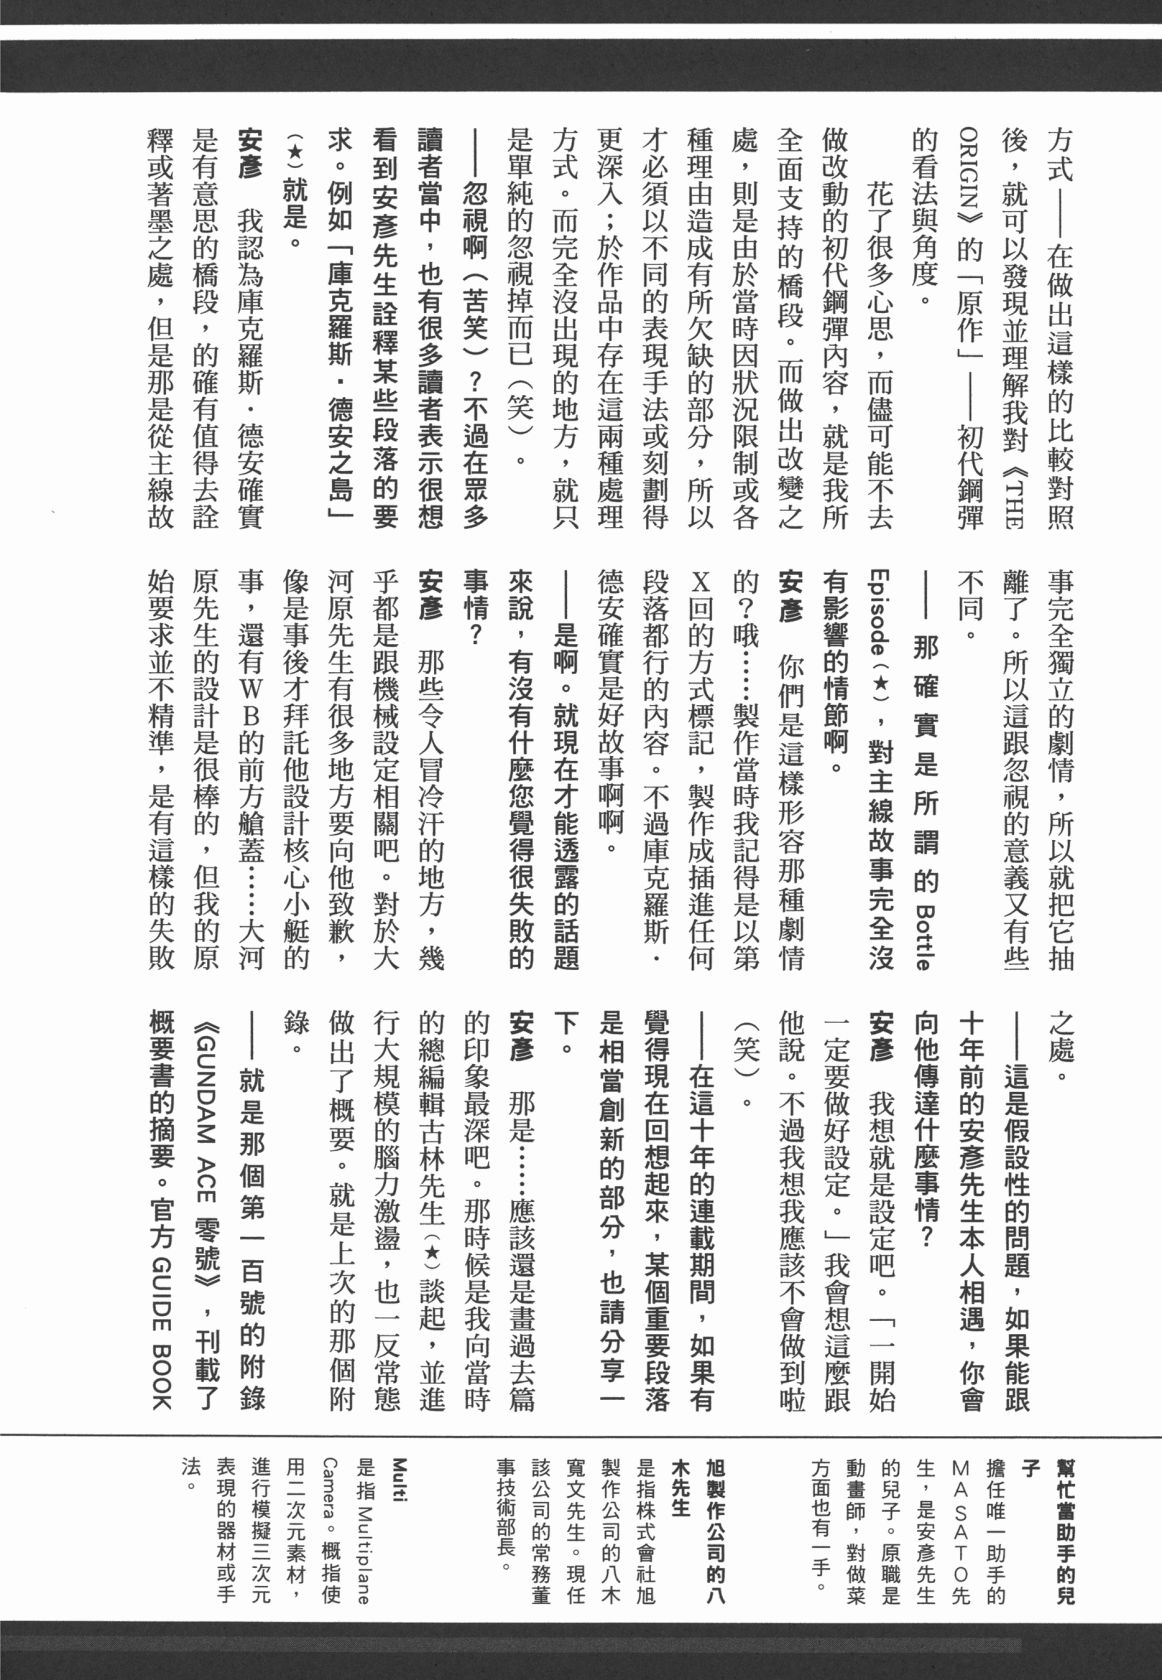 方式——在做出這樣的比較對照
後，就可以發現並理解我對《THE
ORIGIN》的「原作」——初代鋼彈
的看法與角度。
花了很多心思，而儘可能不去
做改動的初代鋼彈內容，就是我所
全面支持的橋段。而做出改變之
處，則是由於當時因狀況限制或各
種理由造成有所欠缺的部分，所以
才必須以不同的表現手法或刻劃得
更深入；於作品中存在這兩種處理
方式。而完全沒出現的地方，就只
是單純的忽視掉而已（笑）。
——忽視啊（苦笑）？不過在眾多
讀者當中，也有很多讀者表示很想
看到安彥先生詮釋某些段落的要
求。例如「庫克羅斯·德安之島」
（★）就是。
安彥　我認為庫克羅斯·德安確實
是有意思的橋段，的確有值得去詮
釋或著墨之處，但是那是從主線故
事完全獨立的劇情，所以就把它抽
離了。所以這跟忽視的意義又有些
不同。
——那確實是所謂的 Bottle
Episode（★），對主線故事完全沒
有影響的情節啊。
安彥　你們是這樣形容那種劇情
的？哦……製作當時我記得是以第
X回的方式標記，製作成插進任何
段落都行的內容。不過庫克羅斯·
德安確實是好故事啊啊。
——是啊。就現在才能透露的話題
來說，有沒有什麼您覺得很失敗的
事情？
安彥　那些令人冒冷汗的地方，幾
乎都是跟機械設定相關吧。對於大
河原先生有很多地方要向他致歉，
像是事後才拜託他設計核心小艇的
事，還有WB的前方艙蓋……大河
原先生的設計是很棒的，但我的原
始要求並不精準，是有這樣的失敗
之處。
——這是假設性的問題，如果能跟
十年前的安彥先生本人相遇，你會
向他傳達什麼事情？
安彥　我想就是設定吧。「一開始
一定要做好設定。」我會想這麼跟
他說。不過我想我應該不會做到啦
（笑）。
——在這十年的連載期間，如果有
覺得現在回想起來，某個重要段落
是相當創新的部分，也請分享一
下。
安彥　那是……應該還是畫過去篇
的印象最深吧。那時候是我向當時
的總編輯古林先生（★）談起，並進
行大規模的腦力激盪，也一反常態
做出了概要。就是上次的那個附
錄。
——就是那個第一百號的附錄
《GUNDAM ACE 零號》，刊載了
概要書的摘要。官方 GUIDE BOOK
幫忙當助手的兒
子
擔任唯一助手的
MASATO先
生，是安彥先生
的兒子。原職是
動畫師，對做菜
方面也有一手。
旭製作公司的八
木先生
是指株式會社旭
製作公司的八木
寬文先生。現任
該公司的常務董
事技術部長。
Multi
是指 Multiplane
Camera。概指使
用二次元素材，
進行模擬三次元
表現的器材或手
法。